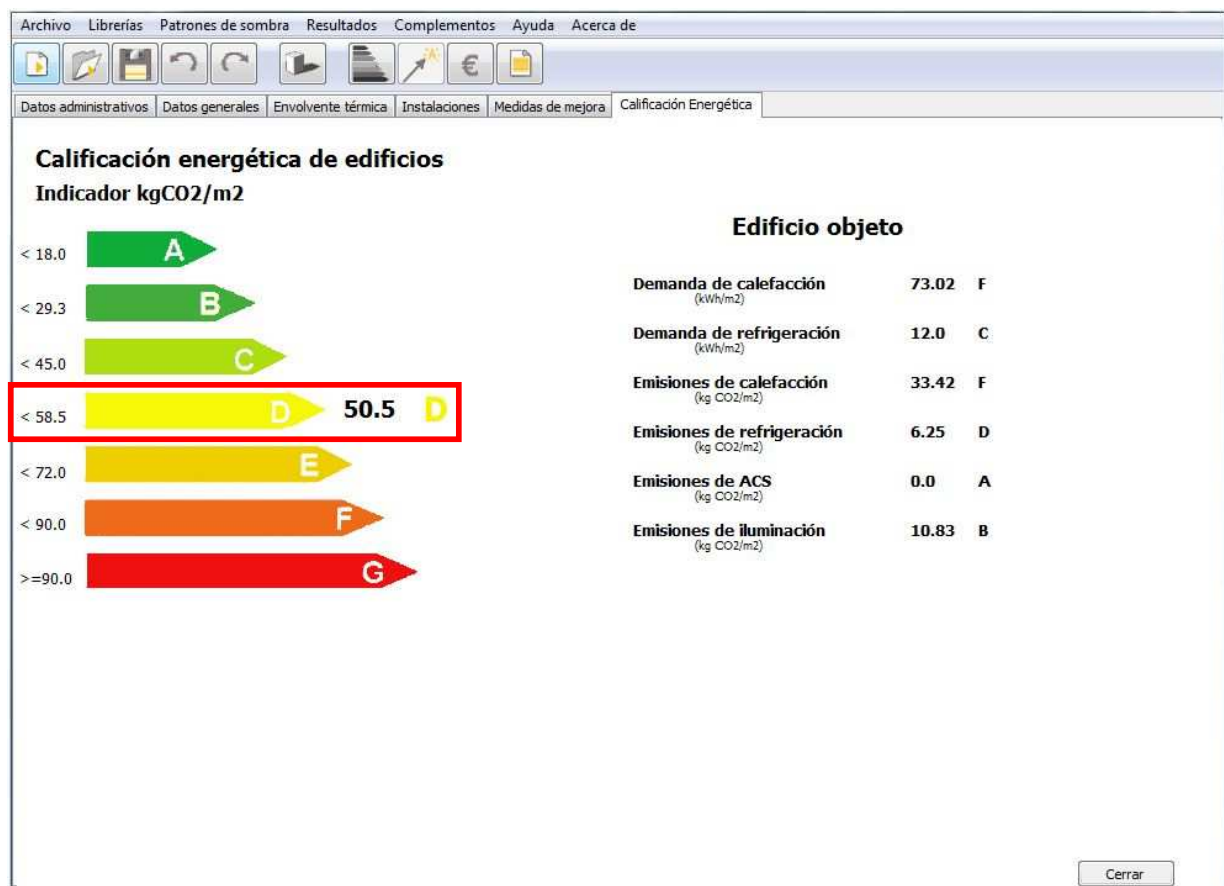 Archivo Librerías Patrones de sombra Resultados Complementos Ayuda Acerca de
€
Datos administrativos Datos generales Envolvente térmica Instalaciones Medidas de mejora Calificación Energética
Calificación energética de edificios
Indicador kgCO2/m2
< 18.0 A
< 29.3 B
< 45.0 C
< 58.5 D 50.5 D
< 72.0 E
< 90.0 F
>=90.0 G
Edificio objeto
Demanda de calefacción 73.02 F
(kWh/m2)
Demanda de refrigeración 12.0 C
(kWh/m2)
Emisiones de calefacción 33.42 F
(kg CO2/m2)
Emisiones de refrigeración 6.25 D
(kg CO2/m2)
Emisiones de ACS 0.0 A
(kg CO2/m2)
Emisiones de iluminación 10.83 B
(kg CO2/m2)
Cerrar